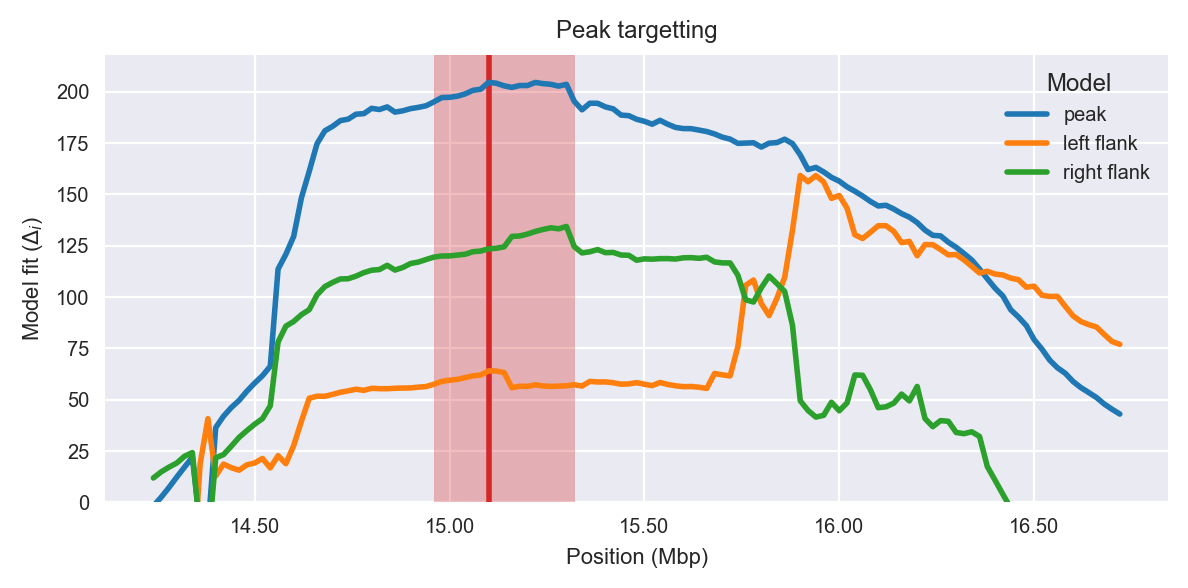 Peak targetting
Model fit (Δᵢ)
200
175
150
125
100
75
50
25
0
14.50
15.00
15.50
16.00
16.50
Position (Mbp)
Model
peak
left flank
right flank